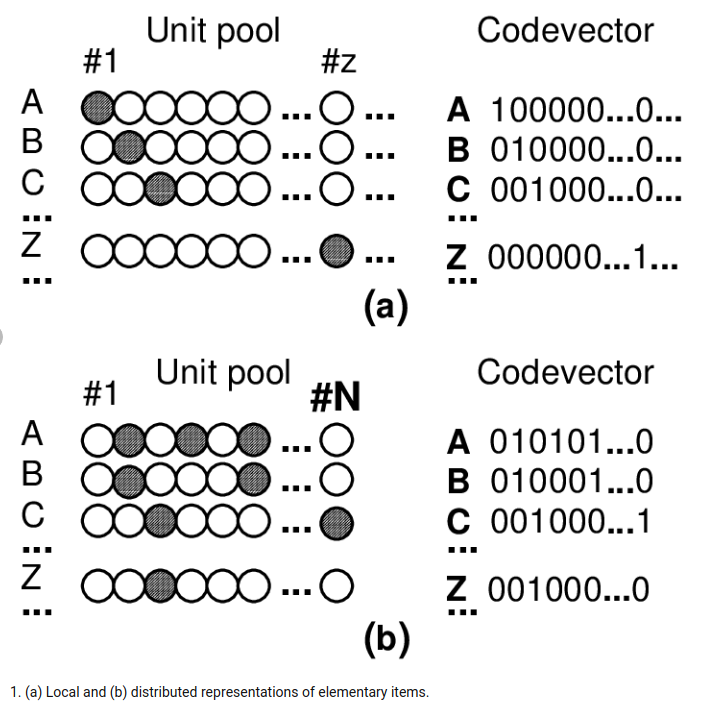 Unit pool Codevector
#1 #z
A ... ... A 100000...0...
B ... ... B 010000...0...
C ... ... C 001000...0...
... ...
Z ... ... Z 000000...1...
... ...
(a)
Unit pool Codevector
#1 #N
A ... A 010101...0
B ... B 010001...0
C ... C 001000...1
... ...
Z ... Z 001000...0
... ...
(b)
1. (a) Local and (b) distributed representations of elementary items.